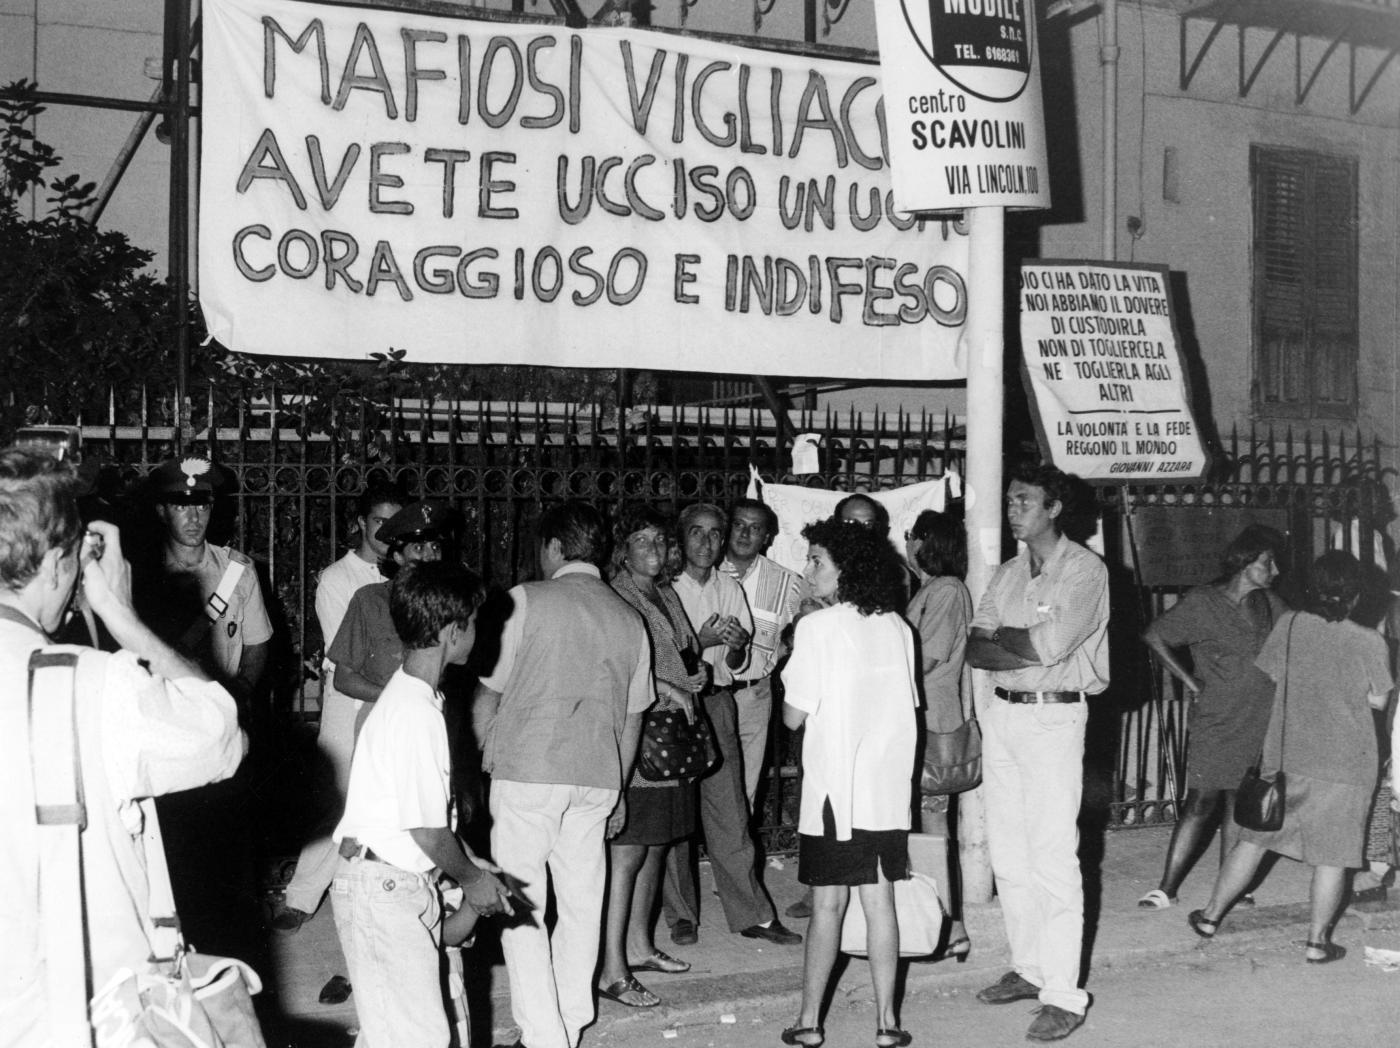 MAFIOSI VIGLIACC
AVETE UCCISO UN UOMO
CORAGGIOSO E INDIFESO
MOBILE
s.n.c.
TEL. 6168361
centro
SCAVOLINI
VIA LINCOLN, 100
DIO CI HA DATO LA VITA
E NOI ABBIAMO IL DOVERE
DI CUSTODIRLA
NON DI TOGLIERCELA
NE TOGLIERLA AGLI
ALTRI
LA VOLONTA' E LA FEDE
REGGONO IL MONDO
GIOVANNI AZZARA